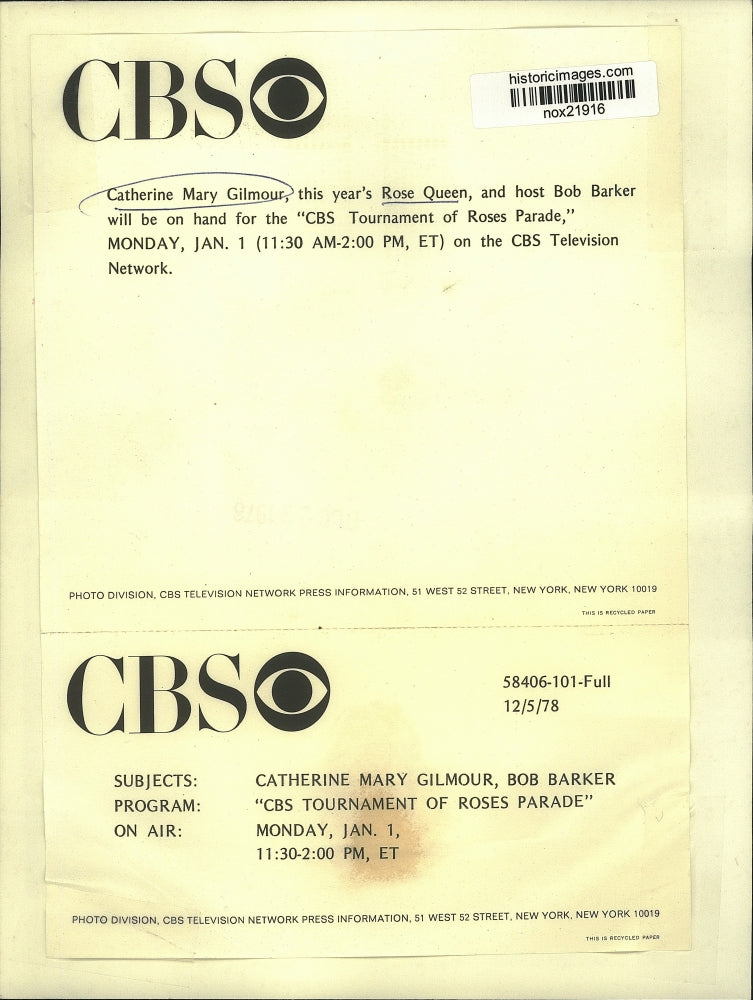 CBS
historicimages.com
nox21916
Catherine Mary Gilmour, this year's Rose Queen, and host Bob Barker
will be on hand for the "CBS Tournament of Roses Parade,"
MONDAY, JAN. 1 (11:30 AM-2:00 PM, ET) on the CBS Television
Network.
PHOTO DIVISION, CBS TELEVISION NETWORK PRESS INFORMATION, 51 WEST 52 STREET, NEW YORK, NEW YORK 10019
THIS IS RECYCLED PAPER
CBS
58406-101-Full
12/5/78
SUBJECTS: CATHERINE MARY GILMOUR, BOB BARKER
PROGRAM: "CBS TOURNAMENT OF ROSES PARADE"
ON AIR: MONDAY, JAN. 1,
11:30-2:00 PM, ET
PHOTO DIVISION, CBS TELEVISION NETWORK PRESS INFORMATION, 51 WEST 52 STREET, NEW YORK, NEW YORK 10019
THIS IS RECYCLED PAPER